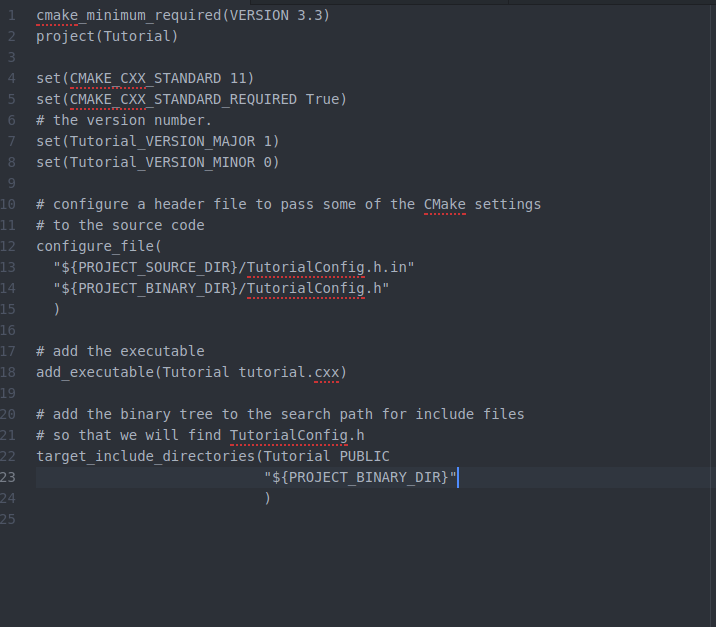 1 cmake_minimum_required(VERSION 3.3)
2 project(Tutorial)
3
4 set(CMAKE_CXX_STANDARD 11)
5 set(CMAKE_CXX_STANDARD_REQUIRED True)
6 # the version number.
7 set(Tutorial_VERSION_MAJOR 1)
8 set(Tutorial_VERSION_MINOR 0)
9
10 # configure a header file to pass some of the CMake settings
11 # to the source code
12 configure_file(
13   "${PROJECT_SOURCE_DIR}/TutorialConfig.h.in"
14   "${PROJECT_BINARY_DIR}/TutorialConfig.h"
15   )
16
17 # add the executable
18 add_executable(Tutorial tutorial.cxx)
19
20 # add the binary tree to the search path for include files
21 # so that we will find TutorialConfig.h
22 target_include_directories(Tutorial PUBLIC
23                            "${PROJECT_BINARY_DIR}"
24                            )
25